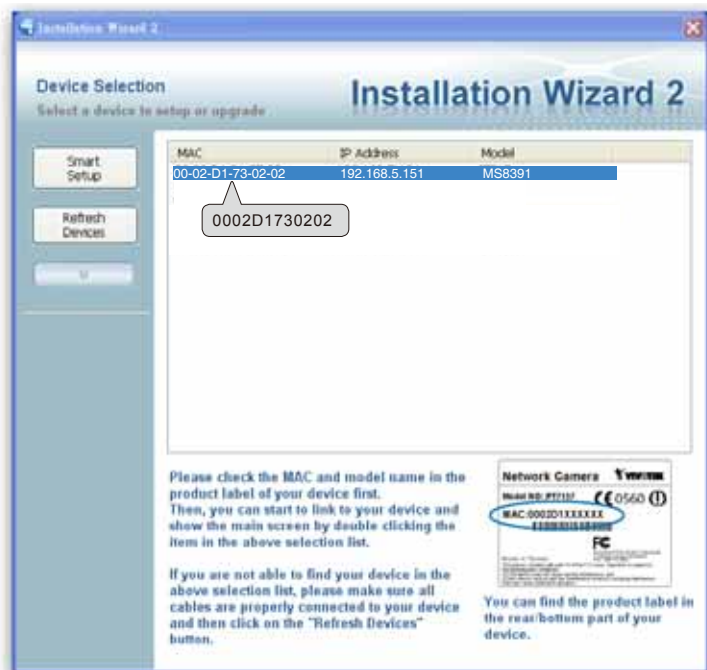 Installation Wizard 2
Device Selection
Select a device to setup or upgrade
Installation Wizard 2
Smart
Setup
Refresh
Devices
MAC IP Address Model
00-02-D1-73-02-02 192.168.5.151 MS8391
0002D1730202
Please check the MAC and model name in the
product label of your device first.
Then, you can start to link to your device and
show the main screen by double clicking the
item in the above selection list.
If you are not able to find your device in the
above selection list, please make sure all
cables are properly connected to your device
and then click on the "Refresh Devices"
button.
Network Camera
MAC:0002D1XXXXXX
0560
FC
You can find the product label in
the rear/bottom part of your
device.